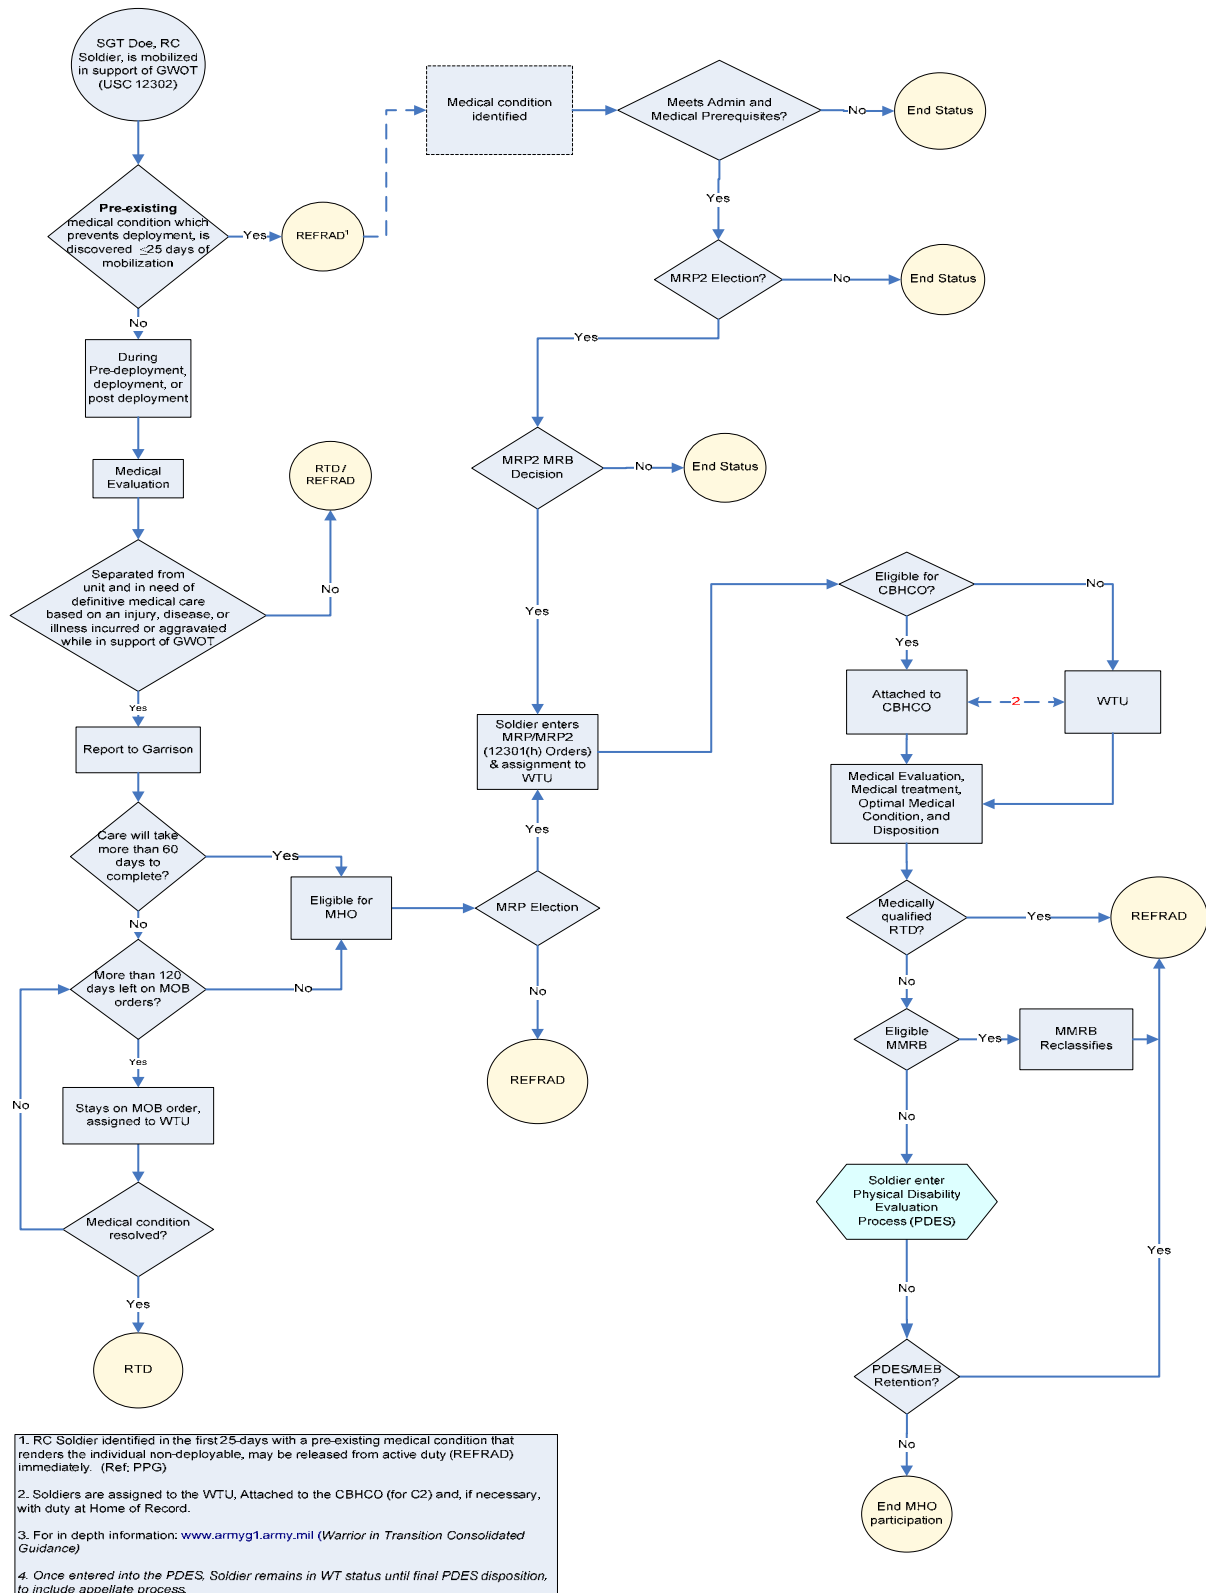 SGT Doe, RC
Soldier, is mobilized
in support of GWOT
(USC 12302)
Pre-existing
medical condition which
prevents deployment, is
discovered ≤25 days of
mobilization
Yes
REFRAD¹
Medical condition
identified
Meets Admin and
Medical Prerequisites?
No
End Status
Yes
MRP2 Election?
No
End Status
Yes
MRP2 MRB
Decision
No
End Status
Yes
No
During
Pre-deployment,
deployment, or
post deployment
Medical
Evaluation
RTD /
REFRAD
No
Separated from
unit and in need of
definitive medical care
based on an injury, disease, or
illness incurred or aggravated
while in support of GWOT
Yes
Report to Garrison
Care will take
more than 60
days to
complete?
Yes
No
More than 120
days left on MOB
orders?
No
Yes
Stays on MOB order,
assigned to WTU
No
Medical condition
resolved?
Yes
RTD
Eligible for
MHO
MRP Election
Yes
No
REFRAD
Soldier enters
MRP/MRP2
(12301(h) Orders)
& assignment to
WTU
Eligible for
CBHCO?
No
Yes
Attached to
CBHCO
2
WTU
Medical Evaluation,
Medical treatment,
Optimal Medical
Condition, and
Disposition
Medically
qualified
RTD?
Yes
REFRAD
No
Eligible
MMRB
Yes
MMRB
Reclassifies
No
Soldier enter
Physical Disability
Evaluation
Process (PDES)
Yes
No
PDES/MEB
Retention?
No
End MHO
participation
1. RC Soldier identified in the first 25-days with a pre-existing medical condition that
renders the individual non-deployable, may be released from active duty (REFRAD)
immediately. (Ref: PPG)
2. Soldiers are assigned to the WTU, Attached to the CBHCO (for C2) and, if necessary,
with duty at Home of Record.
3. For in depth information: www.armyg1.army.mil (Warrior in Transition Consolidated
Guidance)
4. Once entered into the PDES, Soldier remains in WT status until final PDES disposition,
to include appellate process.